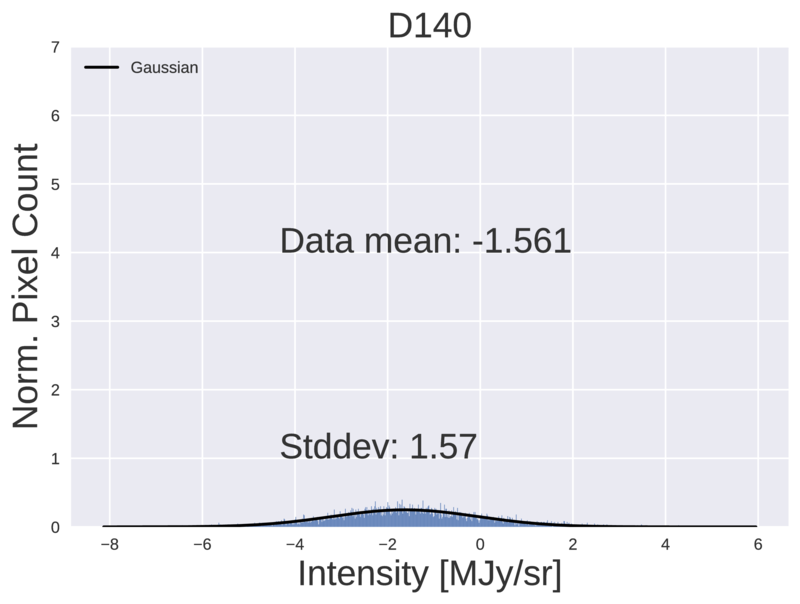 D140
7
Gaussian
6
5
Data mean: -1.561
4
3
2
Stddev: 1.57
1
0
−8 −6 −4 −2 0 2 4 6
Norm. Pixel Count
Intensity [MJy/sr]